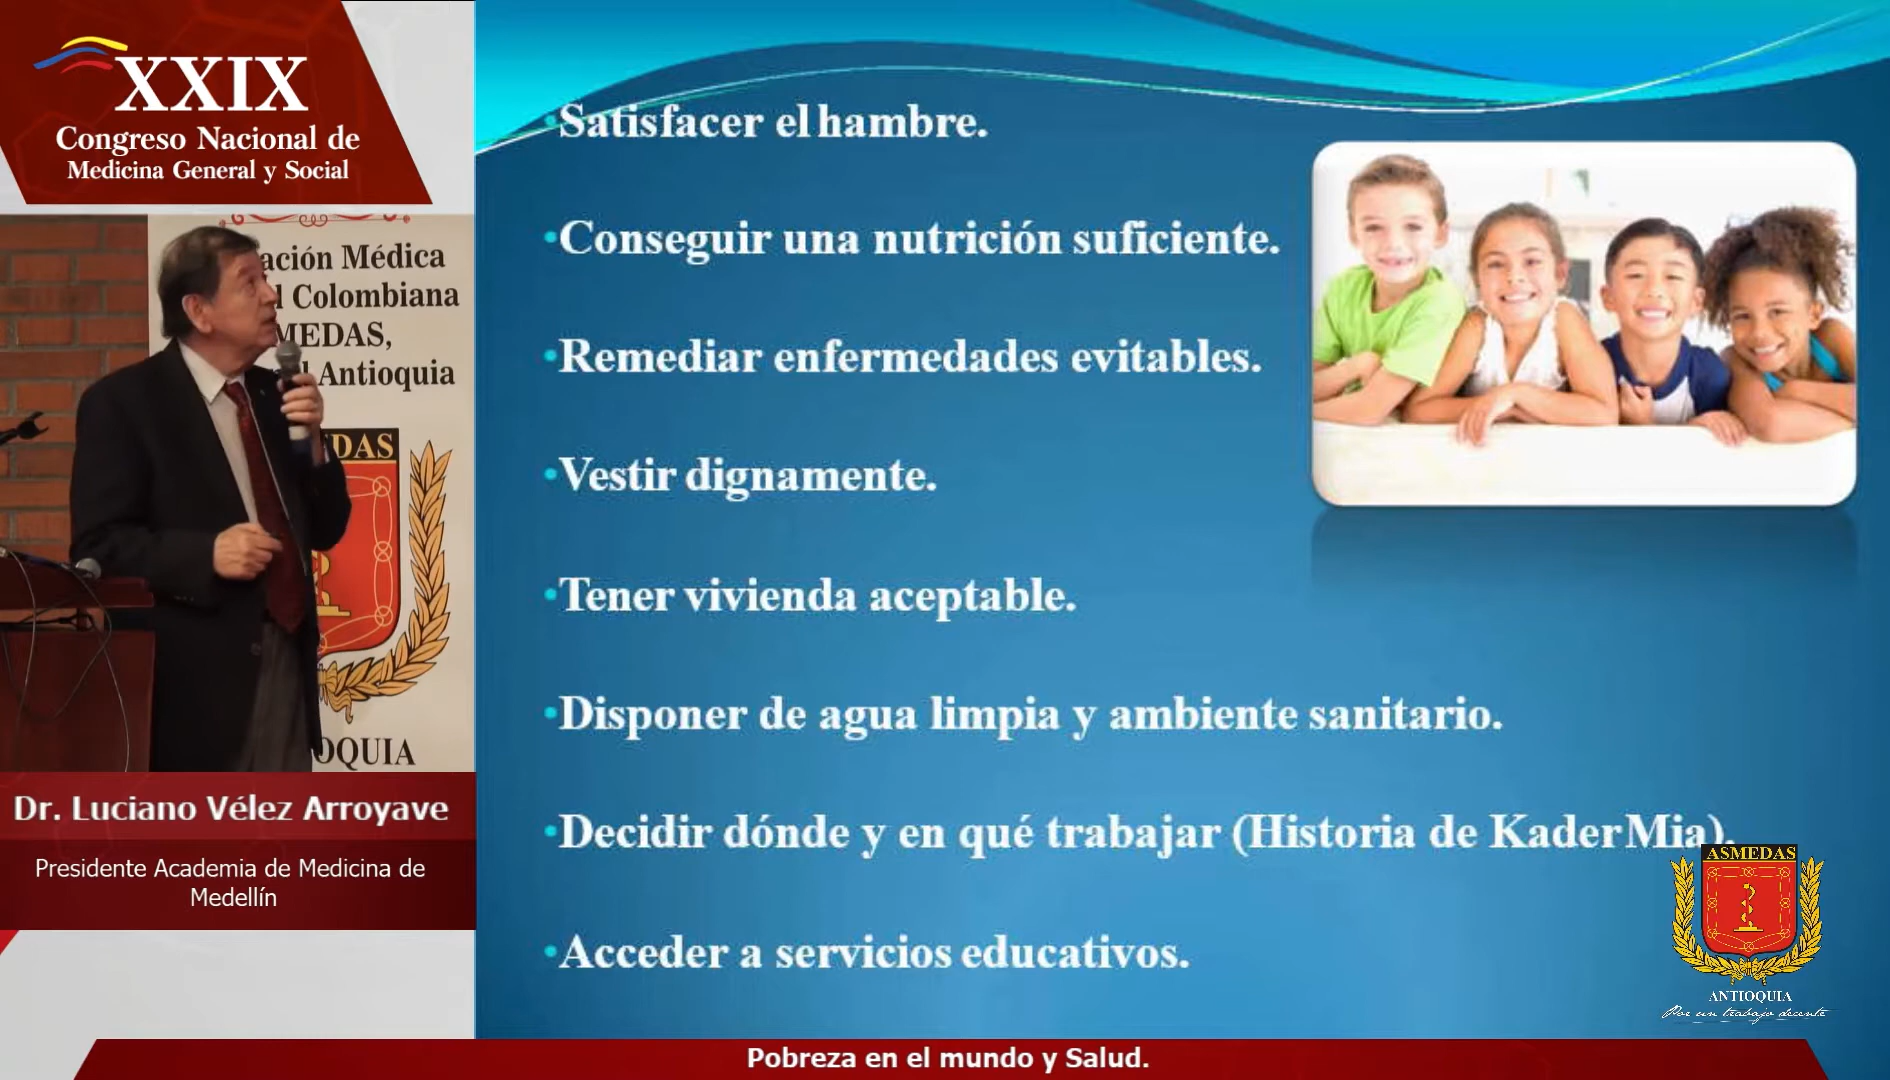 XXIX
Congreso Nacional de
Medicina General y Social
ación Médica
l Colombiana
MEDAS,
l Antioquia
DAS
OQUIA
Dr. Luciano Vélez Arroyave
Presidente Academia de Medicina de
Medellín
•Satisfacer el hambre.
•Conseguir una nutrición suficiente.
•Remediar enfermedades evitables.
•Vestir dignamente.
•Tener vivienda aceptable.
•Disponer de agua limpia y ambiente sanitario.
•Decidir dónde y en qué trabajar (Historia de Kader Mia).
•Acceder a servicios educativos.
ASMEDAS
ANTIOQUIA
Por un trabajo decente
Pobreza en el mundo y Salud.